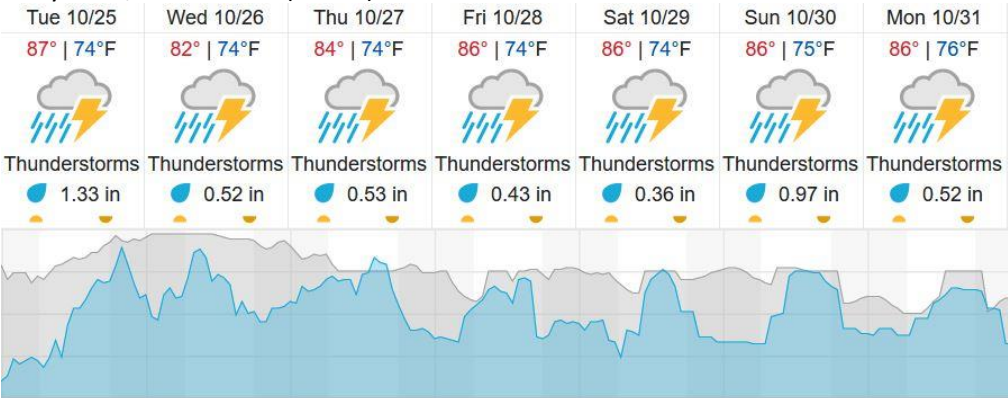 Tue 10/25 Wed 10/26 Thu 10/27 Fri 10/28 Sat 10/29 Sun 10/30 Mon 10/31
87° | 74°F 82° | 74°F 84° | 74°F 86° | 74°F 86° | 74°F 86° | 75°F 86° | 76°F
Thunderstorms Thunderstorms Thunderstorms Thunderstorms Thunderstorms Thunderstorms Thunderstorms
1.33 in 0.52 in 0.53 in 0.43 in 0.36 in 0.97 in 0.52 in